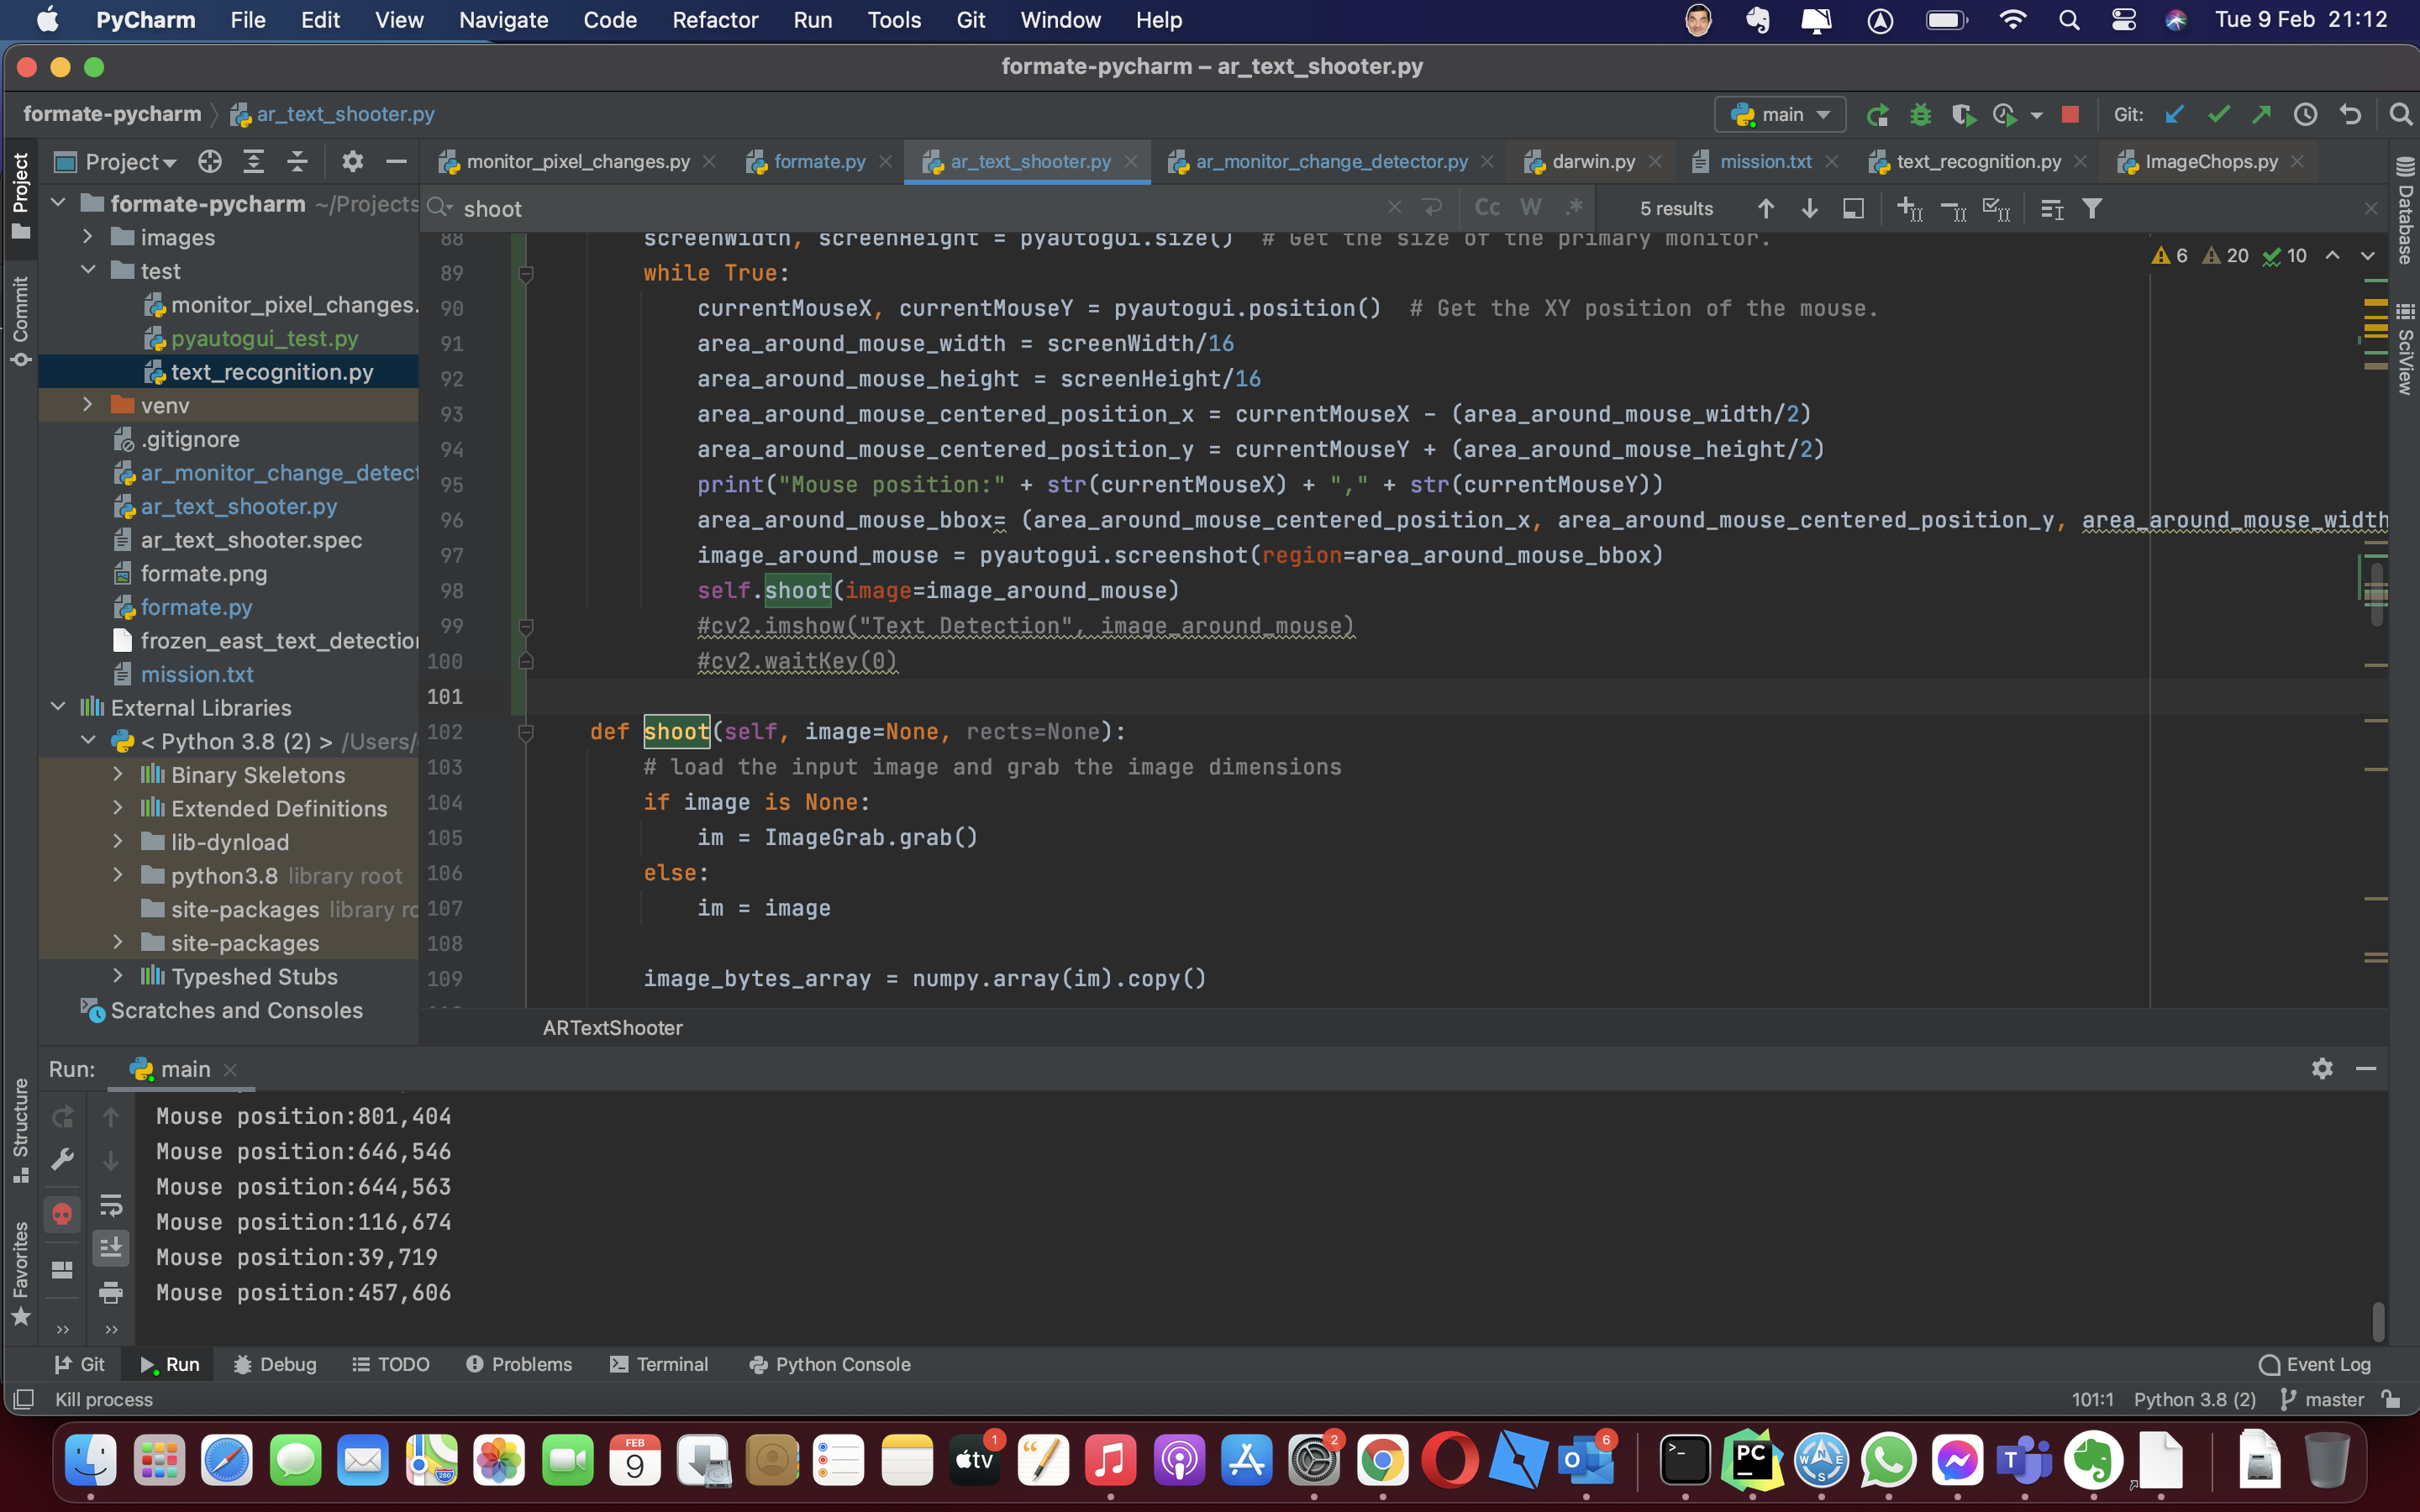 PyCharm File Edit View Navigate Code Refactor Run Tools Git Window Help Tue 9 Feb 21:12
formate-pycharm – ar_text_shooter.py
formate-pycharm ar_text_shooter.py main Git:
Project monitor_pixel_changes.py formate.py ar_text_shooter.py ar_monitor_change_detector.py darwin.py mission.txt text_recognition.py ImageChops.py
shoot Cc W .* 5 results
Project
Commit
Structure
Favorites
Database
SciView
formate-pycharm ~/Projects
images
test
monitor_pixel_changes.
pyautogui_test.py
text_recognition.py
venv
.gitignore
ar_monitor_change_detect
ar_text_shooter.py
ar_text_shooter.spec
formate.png
formate.py
frozen_east_text_detection
mission.txt
External Libraries
< Python 3.8 (2) > /Users/
Binary Skeletons
Extended Definitions
lib-dynload
python3.8 library root
site-packages library ro
site-packages
Typeshed Stubs
Scratches and Consoles
6 20 10
88 screenWidth, screenHeight = pyautogui.size() # Get the size of the primary monitor.
89 while True:
90 currentMouseX, currentMouseY = pyautogui.position() # Get the XY position of the mouse.
91 area_around_mouse_width = screenWidth/16
92 area_around_mouse_height = screenHeight/16
93 area_around_mouse_centered_position_x = currentMouseX - (area_around_mouse_width/2)
94 area_around_mouse_centered_position_y = currentMouseY + (area_around_mouse_height/2)
95 print("Mouse position:" + str(currentMouseX) + "," + str(currentMouseY))
96 area_around_mouse_bbox= (area_around_mouse_centered_position_x, area_around_mouse_centered_position_y, area_around_mouse_width
97 image_around_mouse = pyautogui.screenshot(region=area_around_mouse_bbox)
98 self.shoot(image=image_around_mouse)
99 #cv2.imshow("Text Detection", image_around_mouse)
100 #cv2.waitKey(0)
101
102 def shoot(self, image=None, rects=None):
103 # load the input image and grab the image dimensions
104 if image is None:
105 im = ImageGrab.grab()
106 else:
107 im = image
108
109 image_bytes_array = numpy.array(im).copy()
ARTextShooter
Run: main
Mouse position:801,404
Mouse position:646,546
Mouse position:644,563
Mouse position:116,674
Mouse position:39,719
Mouse position:457,606
Git Run Debug TODO Problems Terminal Python Console Event Log
Kill process 101:1 Python 3.8 (2) master
FEB
9
280
tv
1
2
O
6
PC
N
W E
S
T